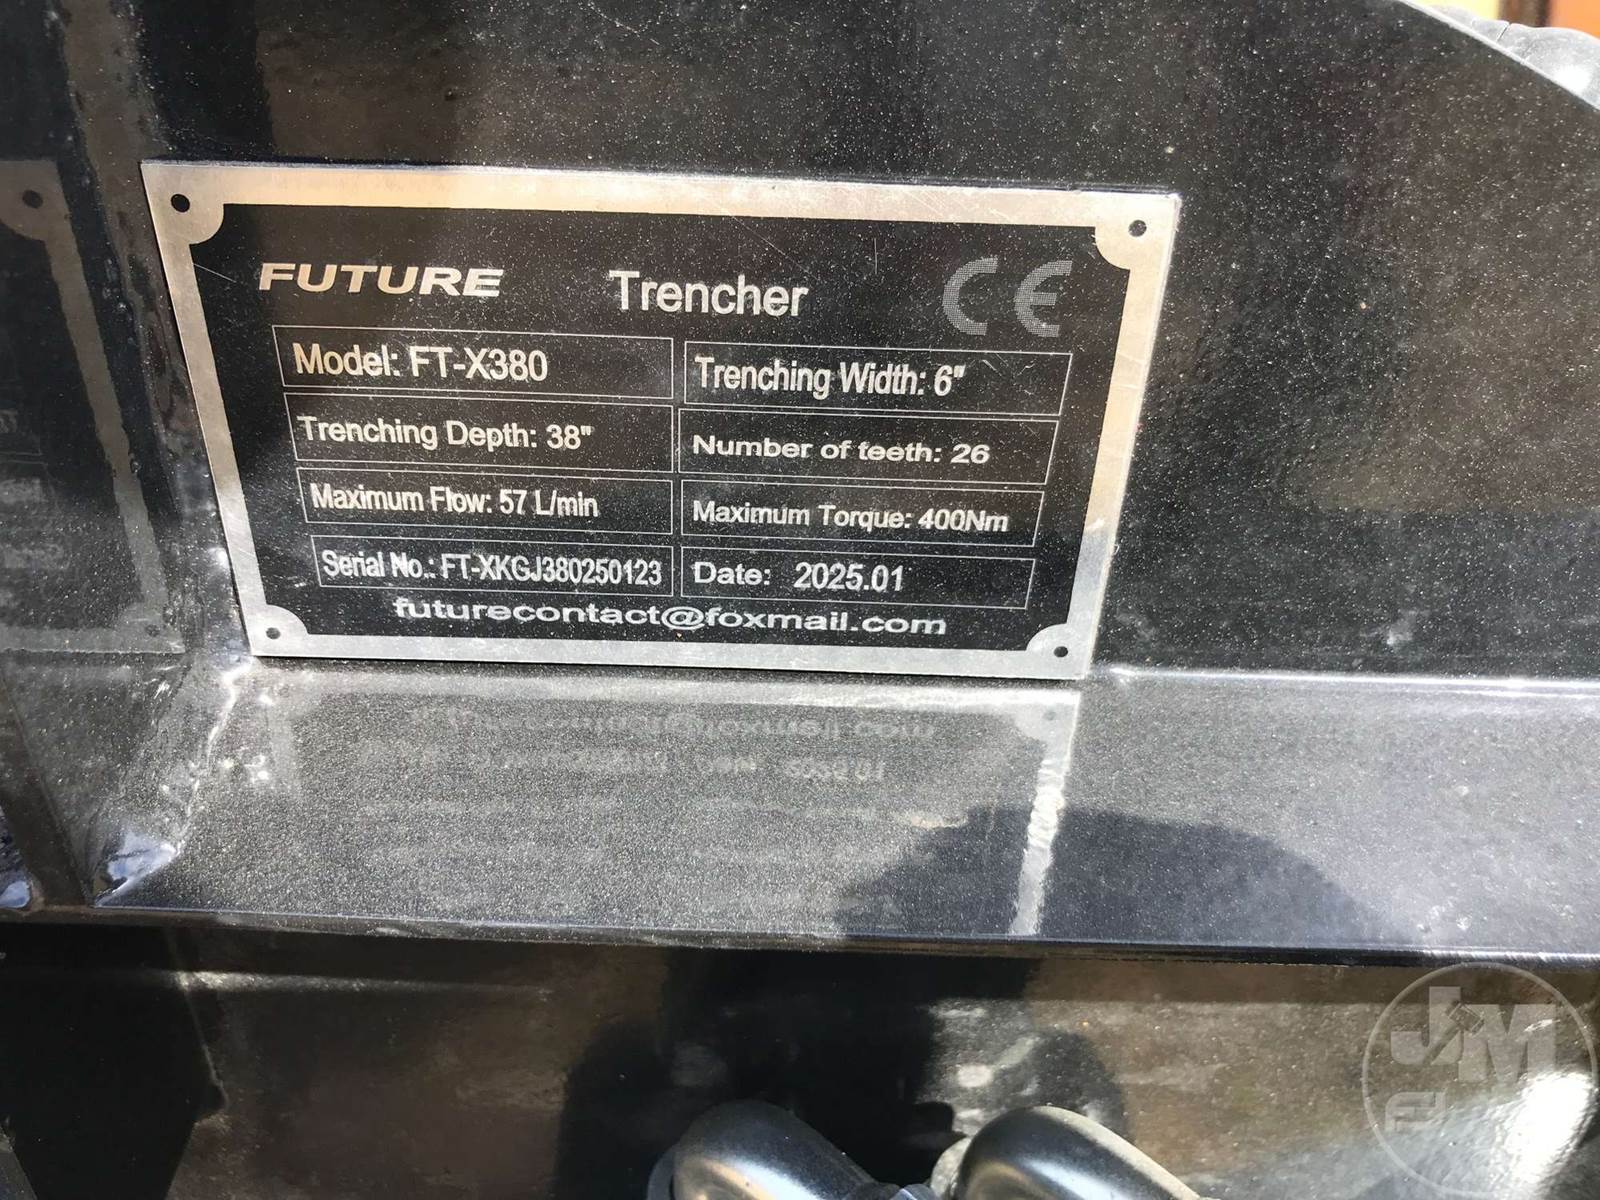 FUTURE Trencher CE
Model: FT-X380 Trenching Width: 6"
Trenching Depth: 38" Number of teeth: 26
Maximum Flow: 57 L/min Maximum Torque: 400Nm
Serial No.: FT-XKGJ380250123 Date: 2025.01
futurecontact@foxmail.com
J M